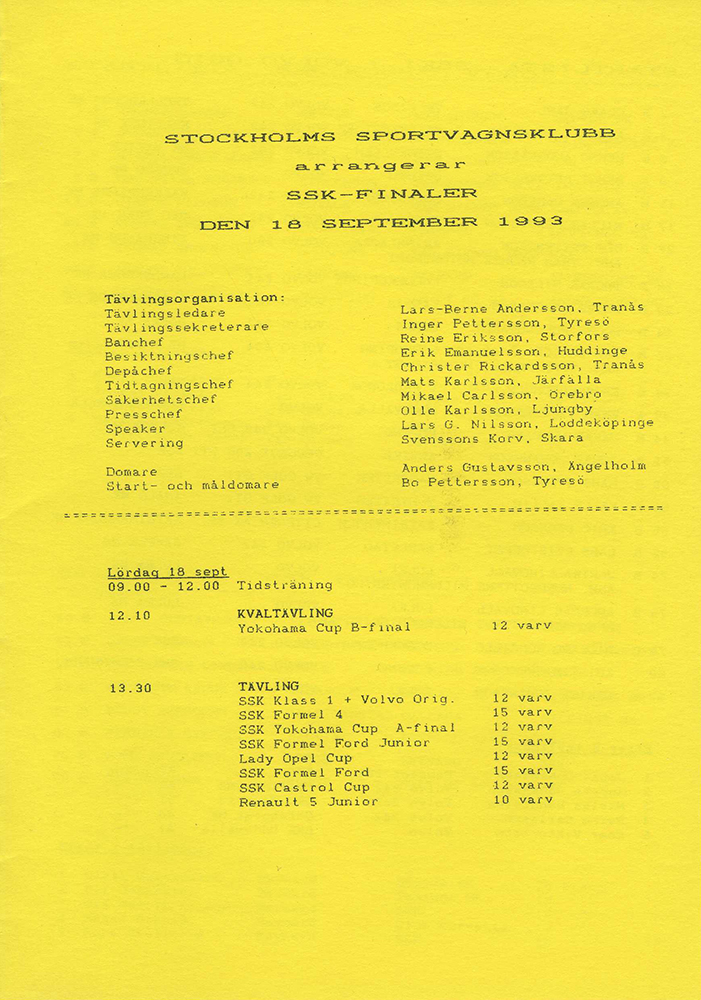 STOCKHOLMS SPORTVAGNSKLUBB
arrangerar
SSK-FINALER
DEN 18 SEPTEMBER 1993
Tävlingsorganisation:
Tävlingsledare Lars-Berne Andersson, Tranås
Tävlingssekreterare Inger Pettersson, Tyresö
Banchef Reine Eriksson, Storfors
Besiktningschef Erik Emanuelsson, Huddinge
Depåchef Christer Rickardsson, Tranås
Tidtagningschef Mats Karlsson, Järfälla
Säkerhetschef Mikael Carlsson, Örebro
Presschef Olle Karlsson, Ljungby
Speaker Lars G. Nilsson, Löddeköpinge
Servering Svenssons Korv, Skara
Domare Anders Gustavsson, Ängelholm
Start- och måldomare Bo Pettersson, Tyresö
Lördag 18 sept
09.00 - 12.00 Tidsträning
12.10 KVALTÄVLING
Yokohama Cup B-final 12 varv
13.30 TÄVLING
SSK Klass 1 + Volvo Orig. 12 varv
SSK Formel 4 15 varv
SSK Yokohama Cup A-final 12 varv
SSK Formel Ford Junior 15 varv
Lady Opel Cup 12 varv
SSK Formel Ford 15 varv
SSK Castrol Cup 12 varv
Renault 5 Junior 10 varv